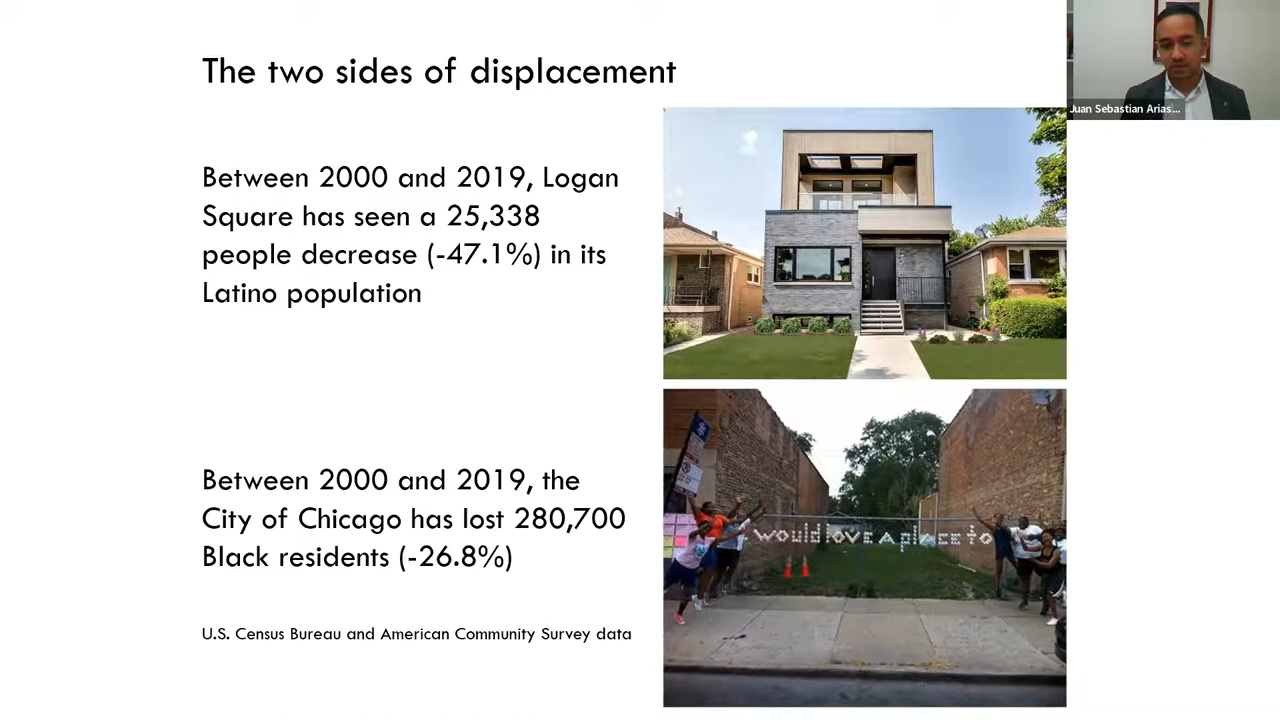 The two sides of displacement
Juan Sebastian Arias...
Between 2000 and 2019, Logan
Square has seen a 25,338
people decrease (-47.1%) in its
Latino population
Between 2000 and 2019, the
City of Chicago has lost 280,700
Black residents (-26.8%)
would love a place to
U.S. Census Bureau and American Community Survey data